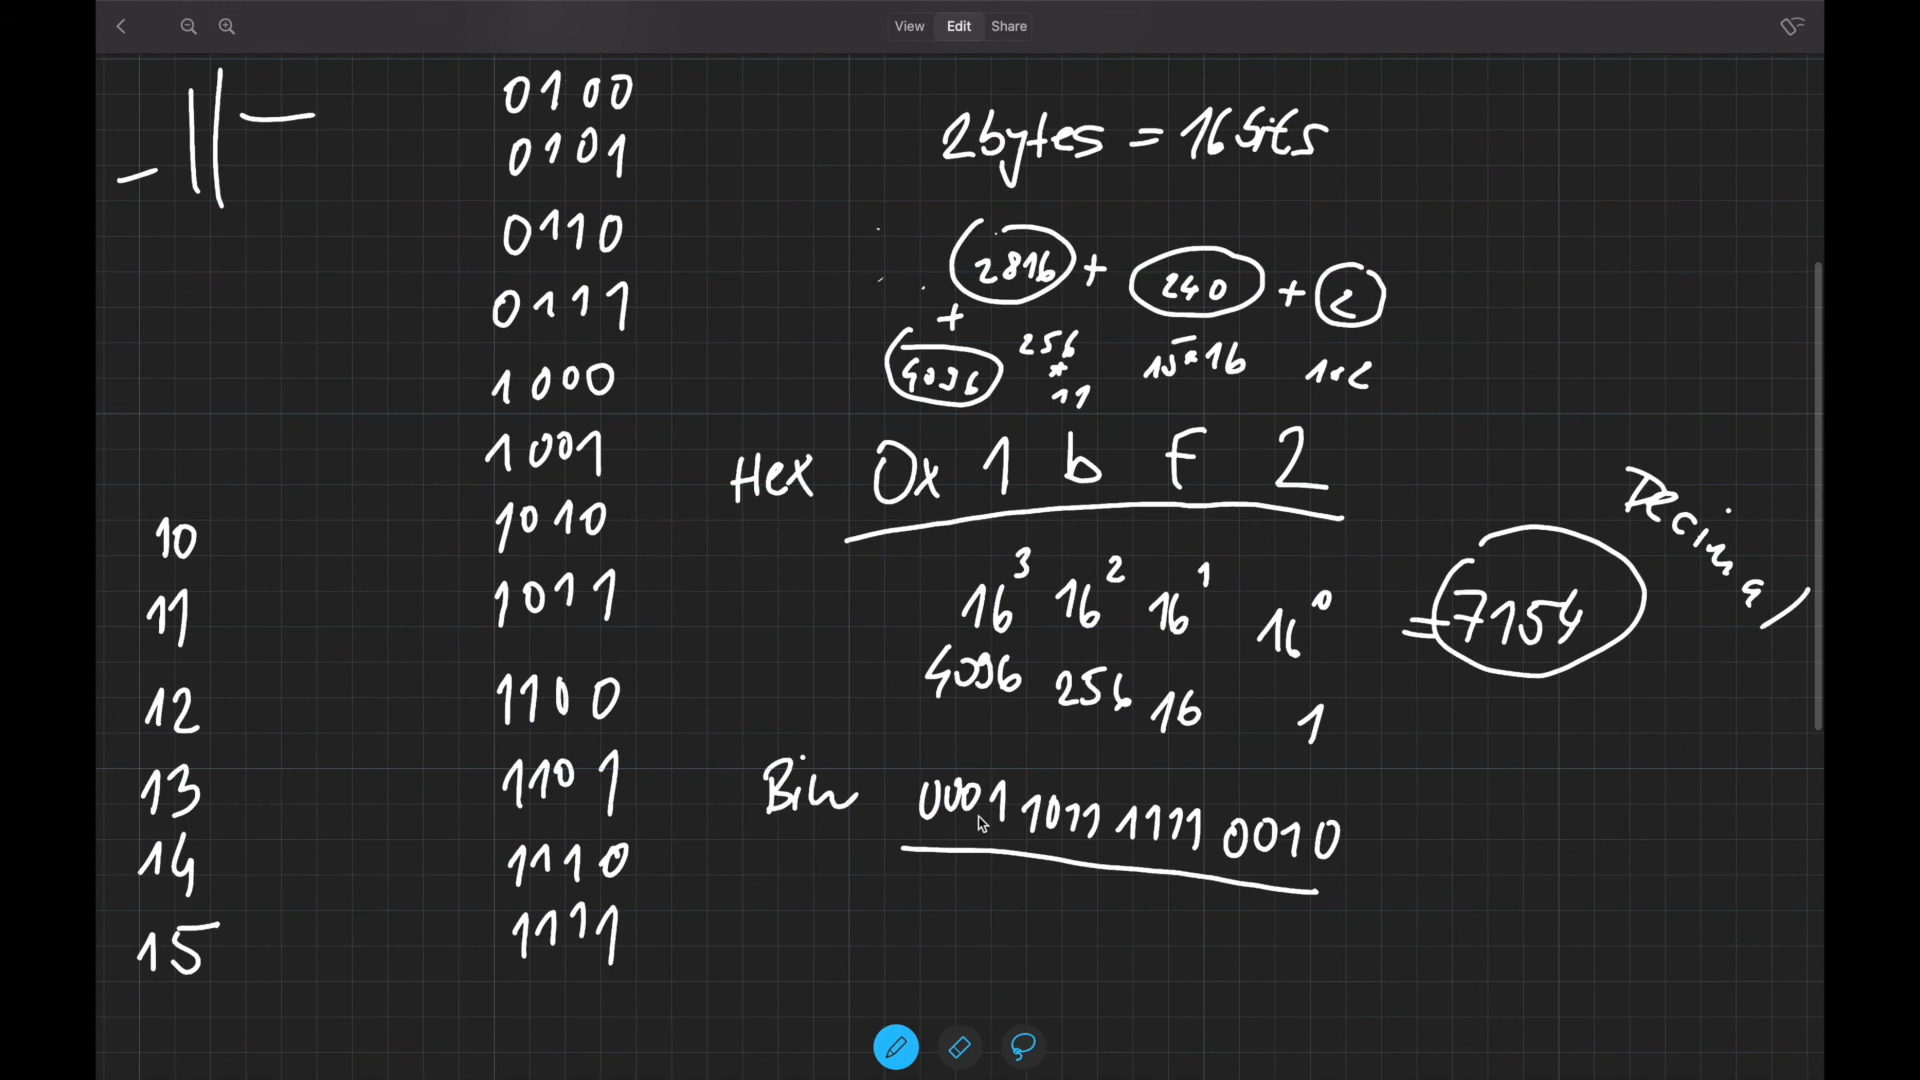 View Edit Share
0100
0101
0110
0111
1000
1001
10 1010
11 1011
12 1100
13 1101
14 1110
15 1111
2bytes = 16bits
2816 + 240 + 2
+
4096 256 * 11 15*16 1*2
Hex 0x 1 b F 2
16³ 16² 16¹ 16⁰
4096 256 16 1
= 7154
Decimal
Bin 0001 1011 1111 0010